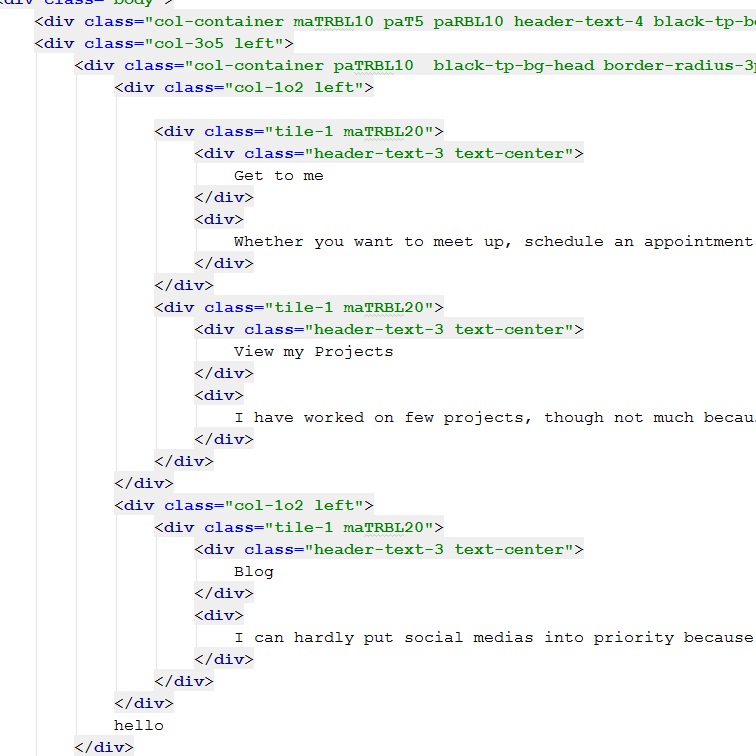 <div class="body">
<div class="col-container maTRBL10 paT5 paRBL10 header-text-4 black-tp-b
<div class="col-3o5 left">
<div class="col-container paTRBL10  black-tp-bg-head border-radius-3p
<div class="col-1o2 left">
<div class="tile-1 maTRBL20">
<div class="header-text-3 text-center">
Get to me
</div>
<div>
Whether you want to meet up, schedule an appointment
</div>
</div>
<div class="tile-1 maTRBL20">
<div class="header-text-3 text-center">
View my Projects
</div>
<div>
I have worked on few projects, though not much becau
</div>
</div>
</div>
<div class="col-1o2 left">
<div class="tile-1 maTRBL20">
<div class="header-text-3 text-center">
Blog
</div>
<div>
I can hardly put social medias into priority because
</div>
</div>
</div>
hello
</div>